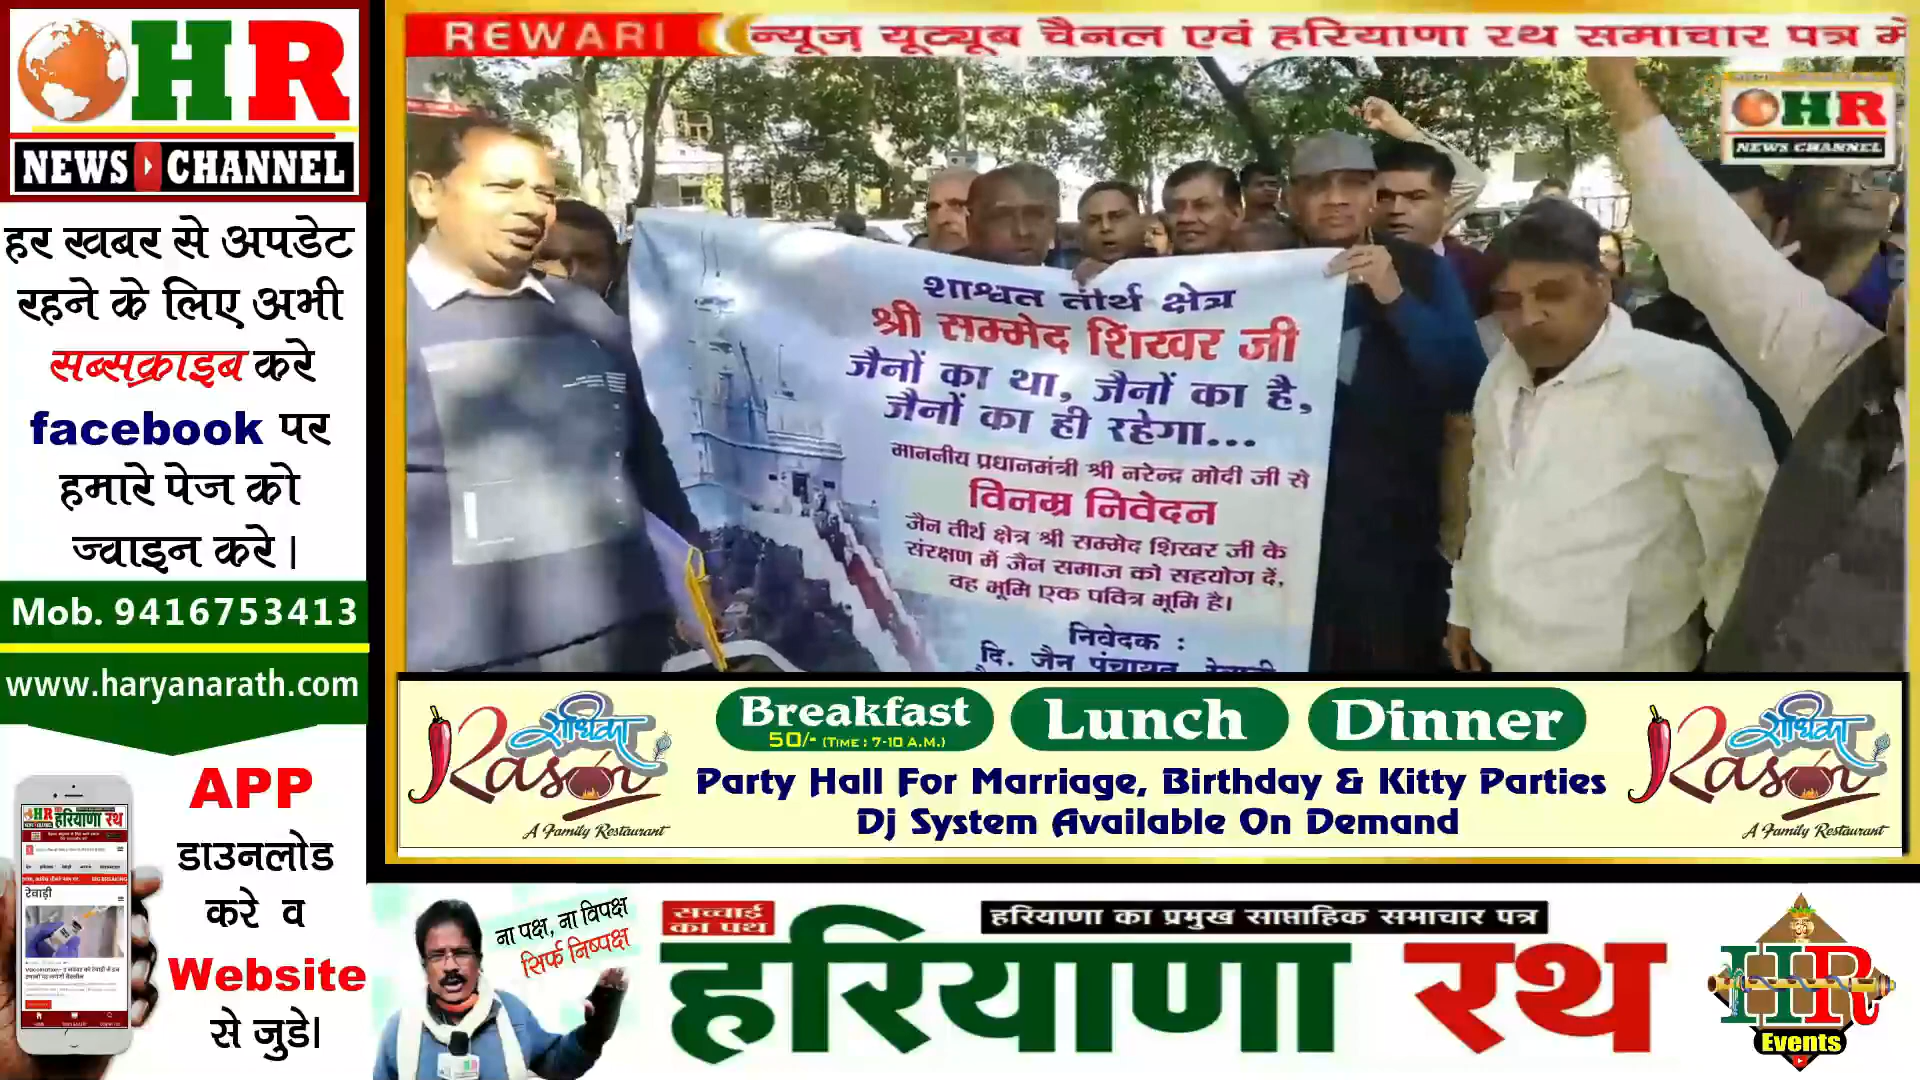 HR
NEWS CHANNEL
हर खबर से अपडेट
रहने के लिए अभी
सब्सक्राइब करे
facebook पर
हमारे पेज को
ज्वाइन करे।
Mob. 9416753413
www.haryanarath.com
APP
डाउनलोड
करे व
Website
से जुडे।
HR हरियाणा रथ
रेवाड़ी
REWARI
न्यूज़ यूट्यूब चैनल एवं हरियाणा रथ समाचार पत्र में
HR
NEWS CHANNEL
शाश्वत तीर्थ क्षेत्र
श्री सम्मेद शिखर जी
जैनों का था, जैनों का है,
जैनों का ही रहेगा...
माननीय प्रधानमंत्री श्री नरेन्द्र मोदी जी से
विनम्र निवेदन
जैन तीर्थ क्षेत्र श्री सम्मेद शिखर जी के
संरक्षण में जैन समाज को सहयोग दें,
वह भूमि एक पवित्र भूमि है।
निवेदक :
दि. जैन पंचायत, रेवाड़ी
राधिका
Rasoi
A Family Restaurant
Breakfast
50/- (TIME : 7-10 A.M.)
Lunch
Dinner
Party Hall For Marriage, Birthday & Kitty Parties
Dj System Available On Demand
राधिका
Rasoi
A Family Restaurant
ना पक्ष, ना विपक्ष
सिर्फ निष्पक्ष
सच्चाई
का पथ
हरियाणा का प्रमुख साप्ताहिक समाचार पत्र
हरियाणा रथ
HR
Events